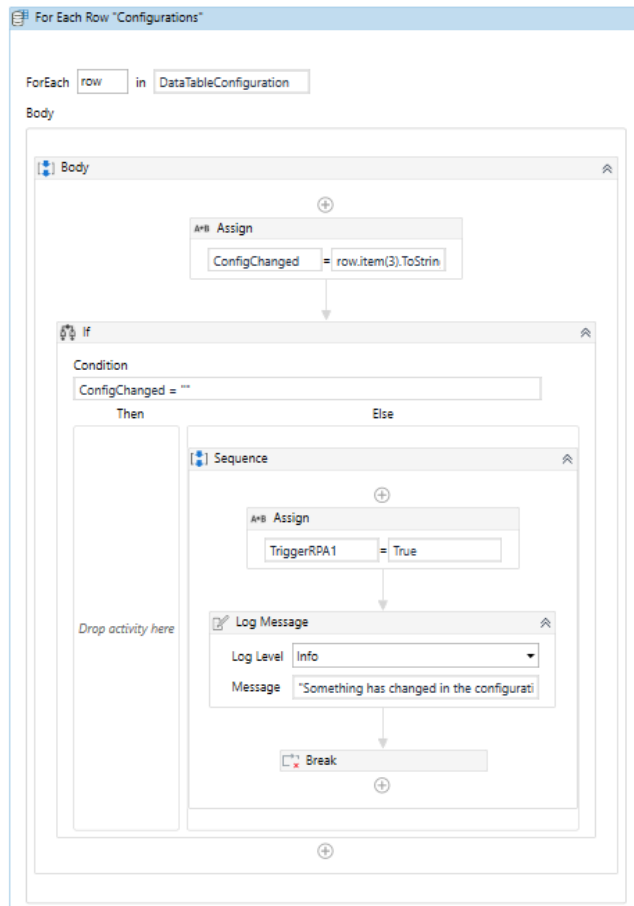 For Each Row "Configurations"
ForEach row in DataTableConfiguration
Body
Body
A*B Assign
ConfigChanged = row.item(3).ToStrin
If
Condition
ConfigChanged = ""
Then Else
Sequence
A*B Assign
TriggerRPA1 = True
Drop activity here
Log Message
Log Level Info
Message "Something has changed in the configurati
Break